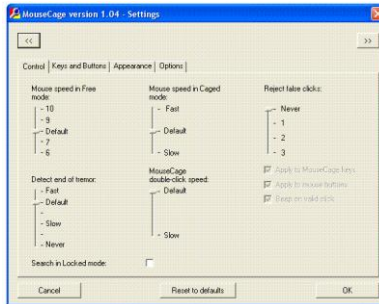 MouseCage version 1.04 - Settings
<<
>>
Control
Keys and Buttons
Appearance
Options
Mouse speed in Free mode:
- 10
- 9
- Default
- 7
- 6
Mouse speed in Caged mode:
- Fast
- Default
- Slow
Reject false clicks:
- Never
- 1
- 2
- 3
Apply to MouseCage keys
Apply to mouse buttons
Beep on valid click
Detect end of tremor:
- Fast
- Default
-
- Slow
-
- Never
MouseCage double-click speed:
- Default
- Slow
Search in Locked mode:
Cancel
Reset to defaults
OK